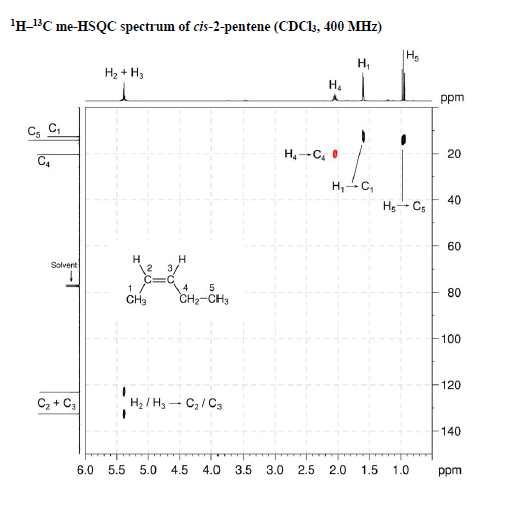 ¹H–¹³C me-HSQC spectrum of cis-2-pentene (CDCl₃, 400 MHz)
H₂ + H₃
H₄
H₁
H₅
ppm
C₅ C₁
C₄
H₄→C₄
20
H₁→C₁
40
H₅→C₅
60
Solvent
H H
2 3
C=C
80
1 4 5
CH₃ CH₂–CH₃
100
120
C₂ + C₃
H₂ / H₃ → C₂ / C₃
140
6.0 5.5 5.0 4.5 4.0 3.5 3.0 2.5 2.0 1.5 1.0 ppm